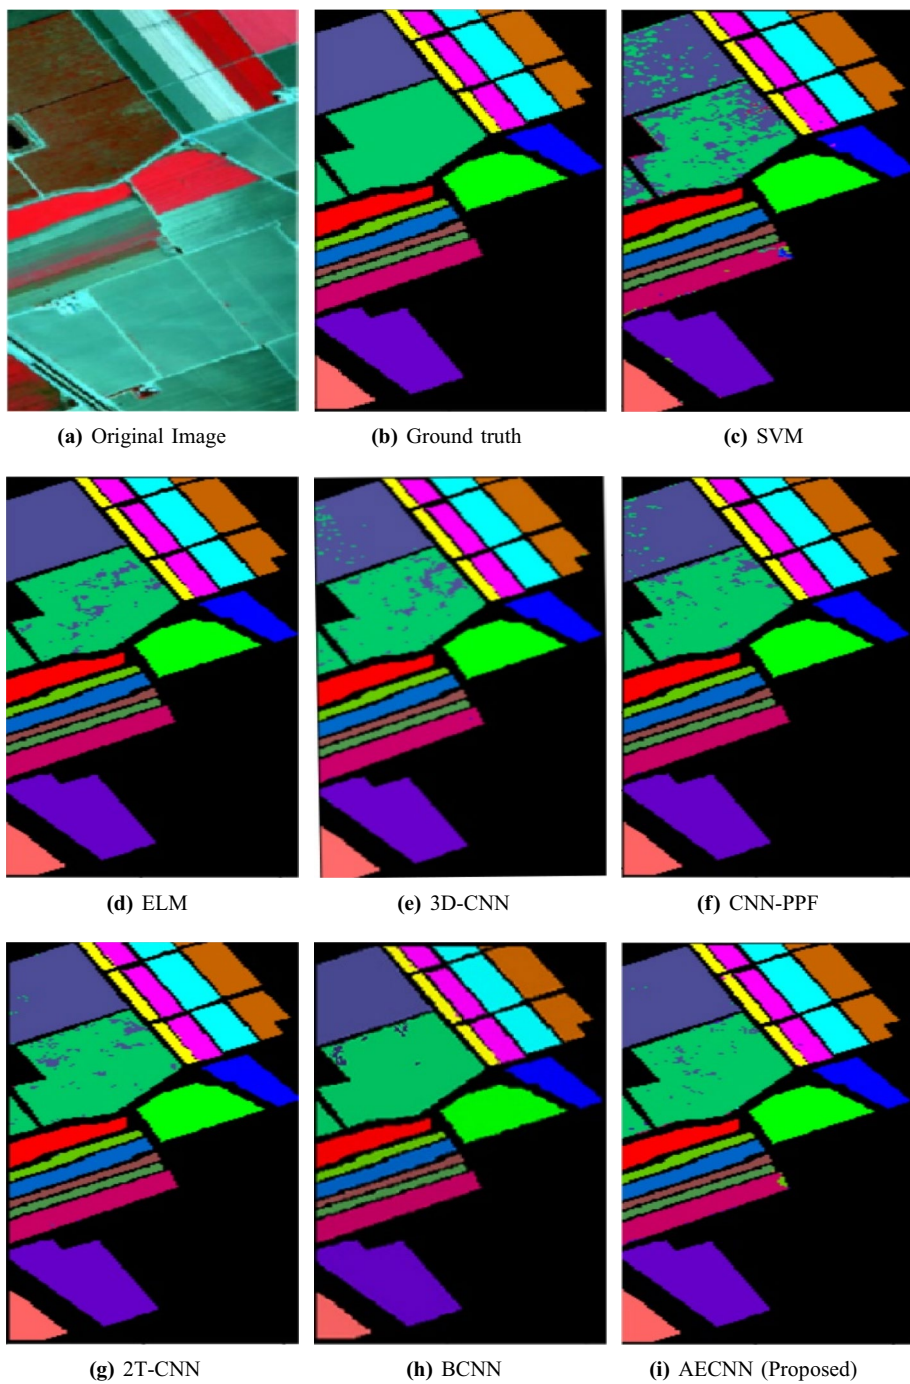 (a) Original Image
(b) Ground truth
(c) SVM
(d) ELM
(e) 3D-CNN
(f) CNN-PPF
(g) 2T-CNN
(h) BCNN
(i) AECNN (Proposed)